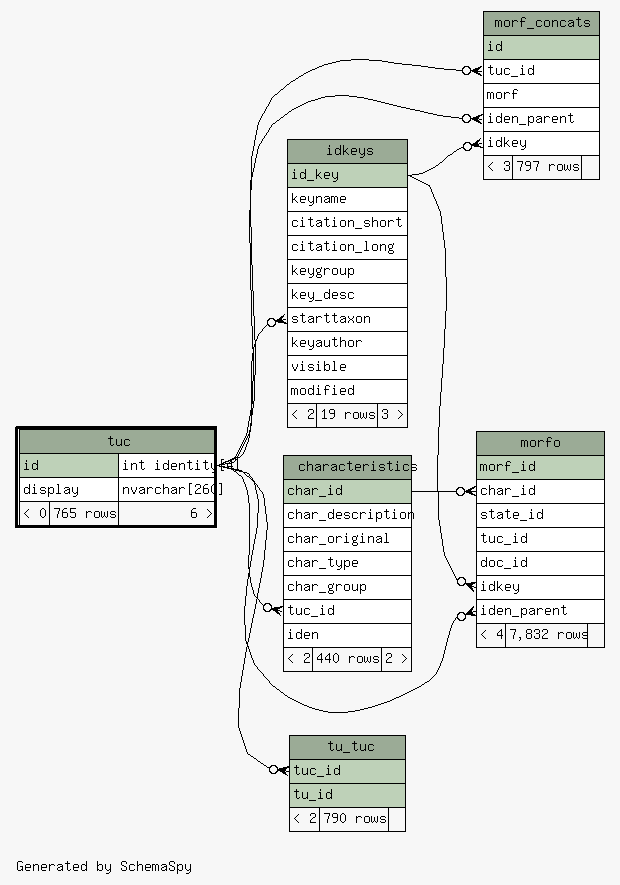 morf_concats
id
tuc_id
morf
iden_parent
idkey
< 3 797 rows
idkeys
id_key
keyname
citation_short
citation_long
keygroup
key_desc
starttaxon
keyauthor
visible
modified
< 2 19 rows 3 >
tuc
id int identity[4]
display nvarchar[260]
< 0 765 rows 6 >
characteristics
char_id
char_description
char_original
char_type
char_group
tuc_id
iden
< 2 440 rows 2 >
morfo
morf_id
char_id
state_id
tuc_id
doc_id
idkey
iden_parent
< 4 7,832 rows
tu_tuc
tuc_id
tu_id
< 2 790 rows
Generated by SchemaSpy